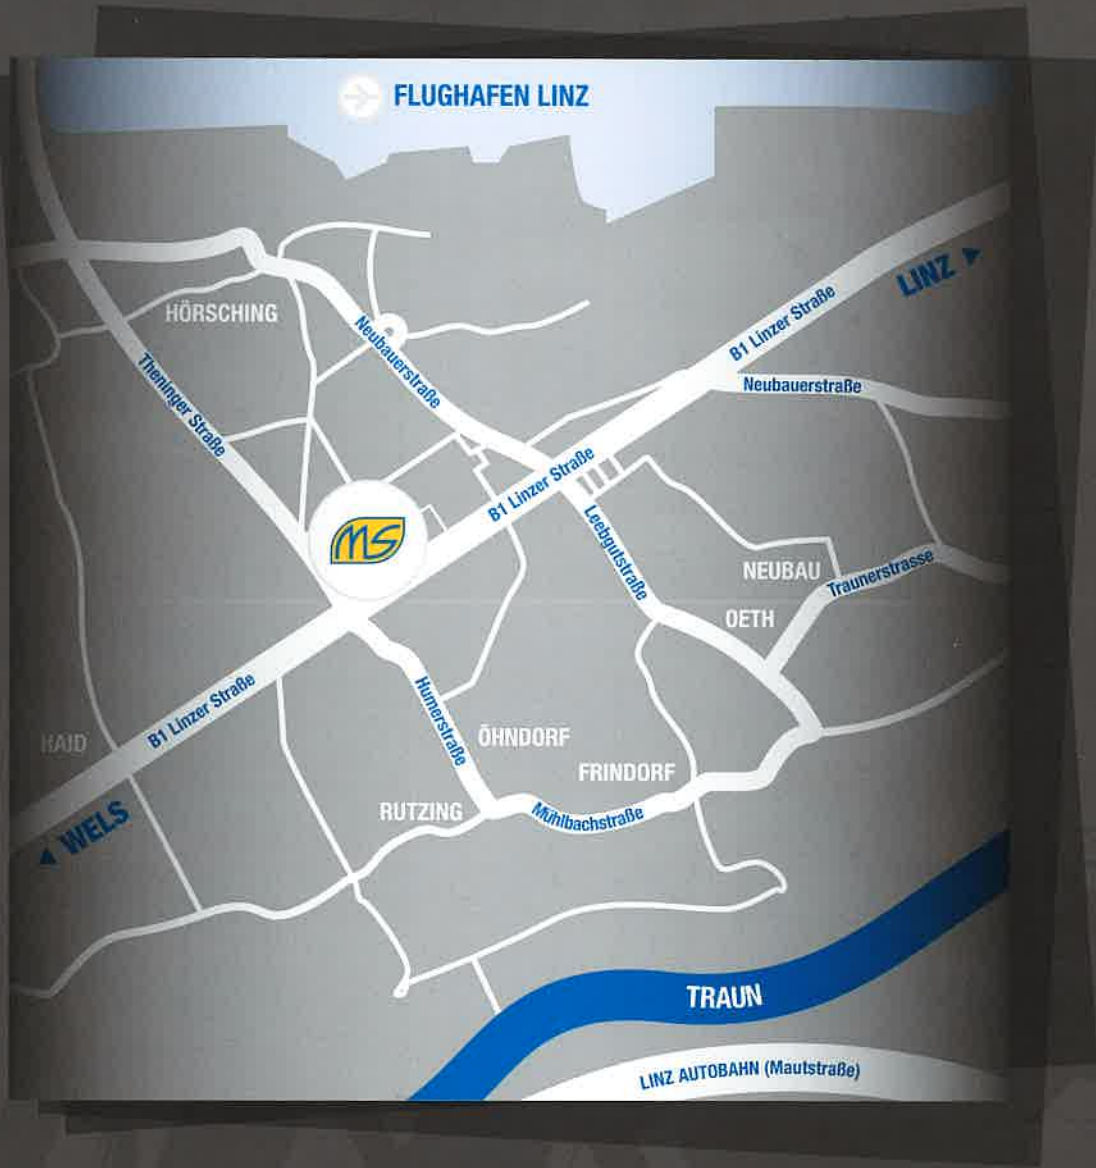 FLUGHAFEN LINZ
LINZ
B1 Linzer Straße
HÖRSCHING
Neubauerstraße
Theninger Straße
Neubauerstraße
B1 Linzer Straße
MS
Leebgutstraße
NEUBAU
Traunerstrasse
OETH
Humerstraße
B1 Linzer Straße
HAID
ÖHNDORF
FRINDORF
RUTZING
Mühlbachstraße
WELS
TRAUN
LINZ AUTOBAHN (Mautstraße)